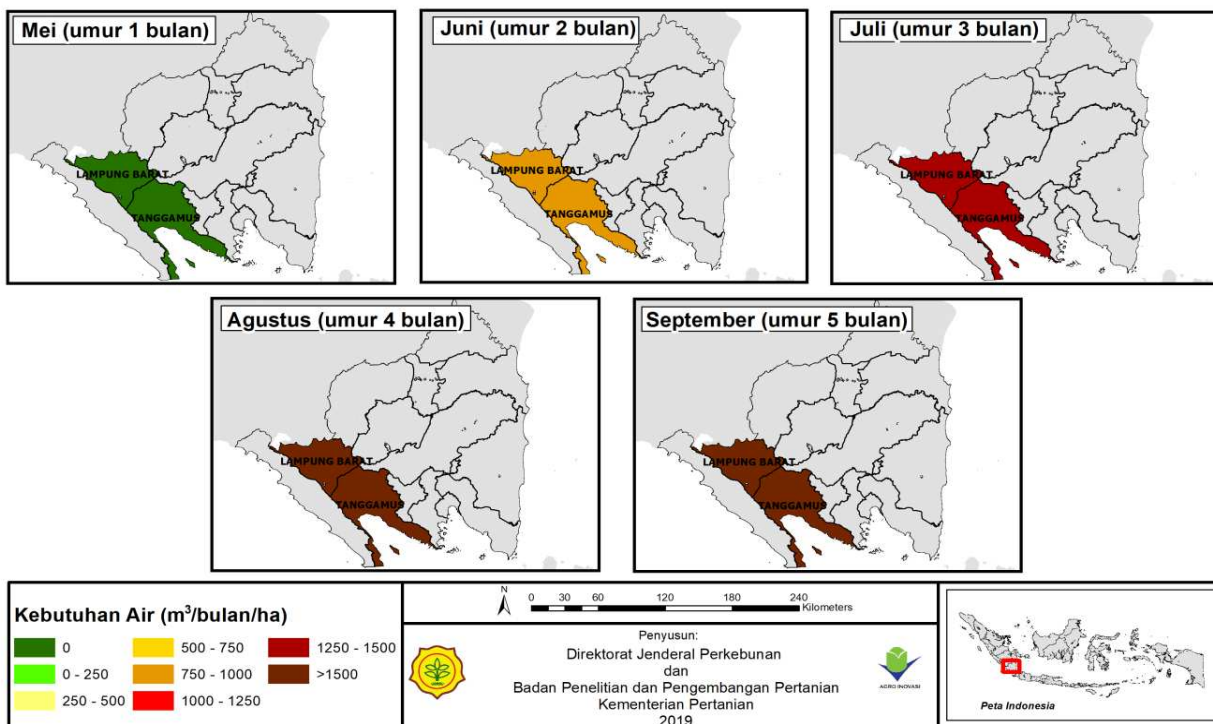 Mei (umur 1 bulan)
LAMPUNG BARAT
TANGGAMUS
Juni (umur 2 bulan)
LAMPUNG BARAT
TANGGAMUS
Juli (umur 3 bulan)
LAMPUNG BARAT
TANGGAMUS
Agustus (umur 4 bulan)
LAMPUNG BARAT
TANGGAMUS
September (umur 5 bulan)
LAMPUNG BARAT
TANGGAMUS
Kebutuhan Air (m³/bulan/ha)
0
0 - 250
250 - 500
500 - 750
750 - 1000
1000 - 1250
1250 - 1500
>1500
N
0 30 60 120 180 240
Kilometers
Penyusun:
Direktorat Jenderal Perkebunan
dan
Badan Penelitian dan Pengembangan Pertanian
Kementerian Pertanian
2019
AGRO INOVASI
Peta Indonesia